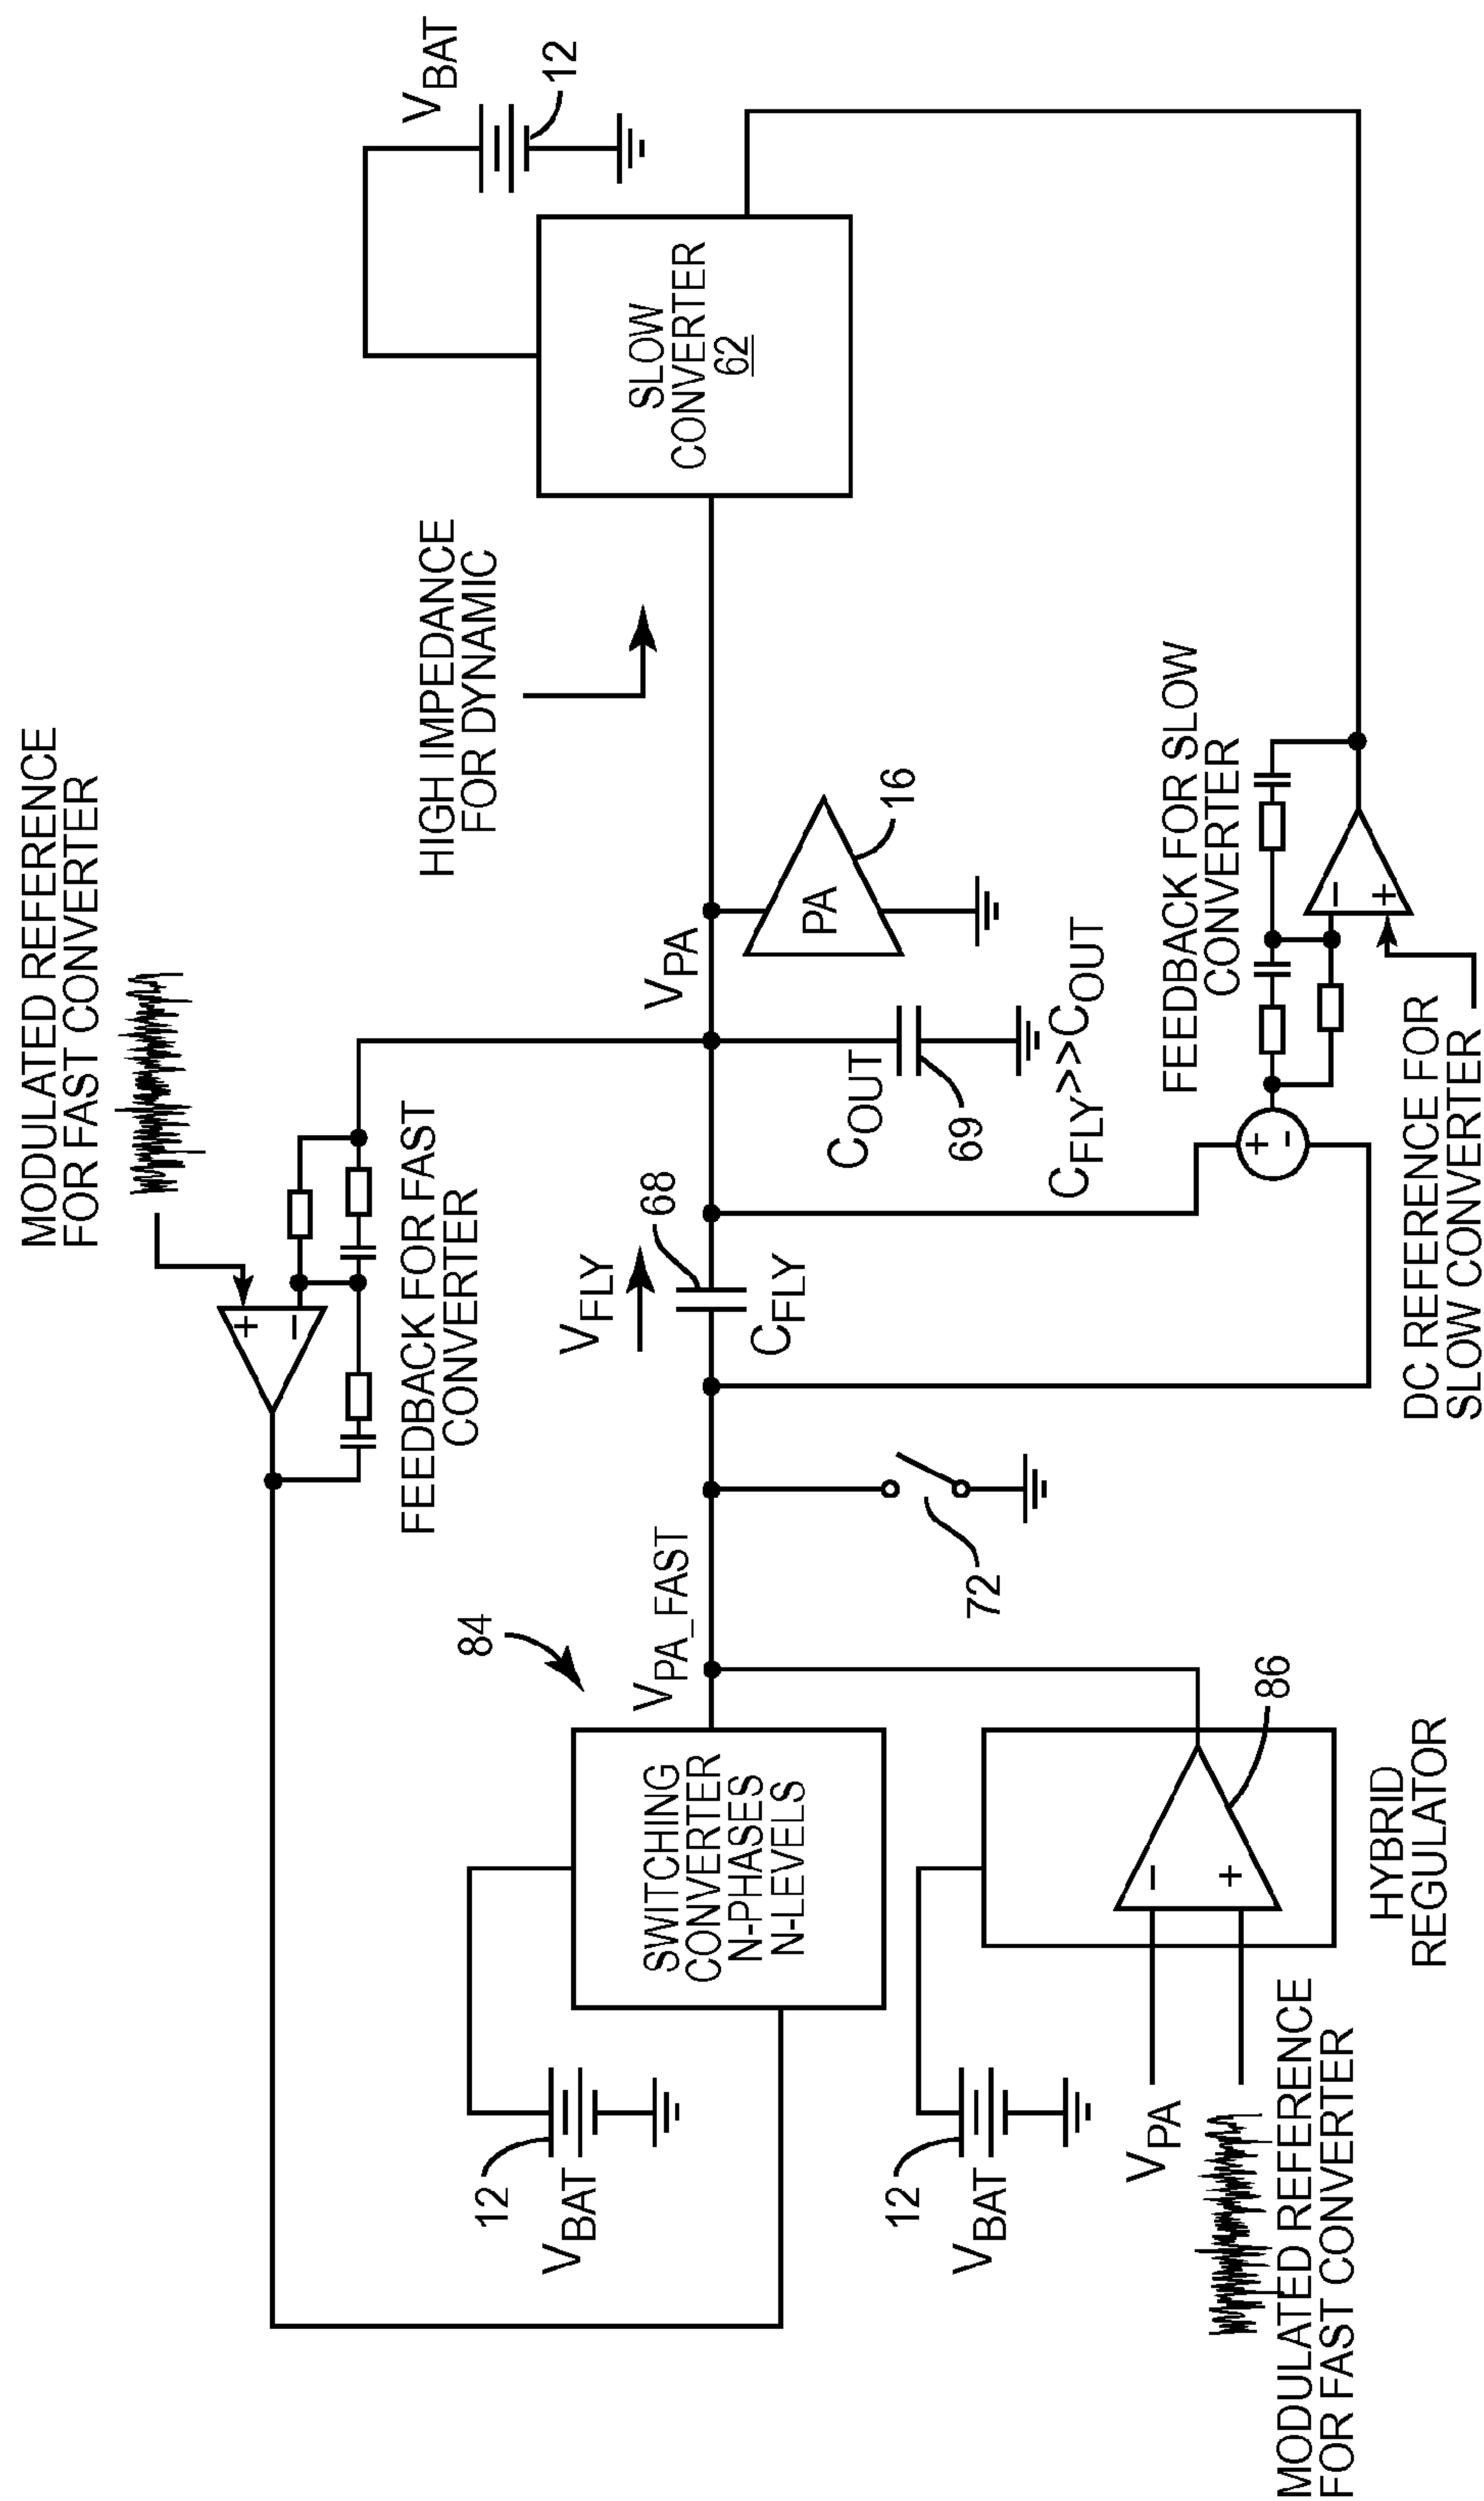 MODULATED REFERENCE
FOR FAST CONVERTER
+
−
FEEDBACK FOR FAST
CONVERTER
HIGH IMPEDANCE
FOR DYNAMIC
VBAT
12
12
VBAT
84
SWITCHING
CONVERTER
N-PHASES
N-LEVELS
VPA_FAST
VFLY
68
CFLY
VPA
SLOW
CONVERTER
62
PA
16
COUT
69
CFLY>>COUT
72
12
VBAT
VPA
−
+
86
MODULATED REFERENCE
FOR FAST CONVERTER
HYBRID
REGULATOR
+
-
FEEDBACK FOR SLOW
CONVERTER
−
+
DC REFERENCE FOR
SLOW CONVERTER